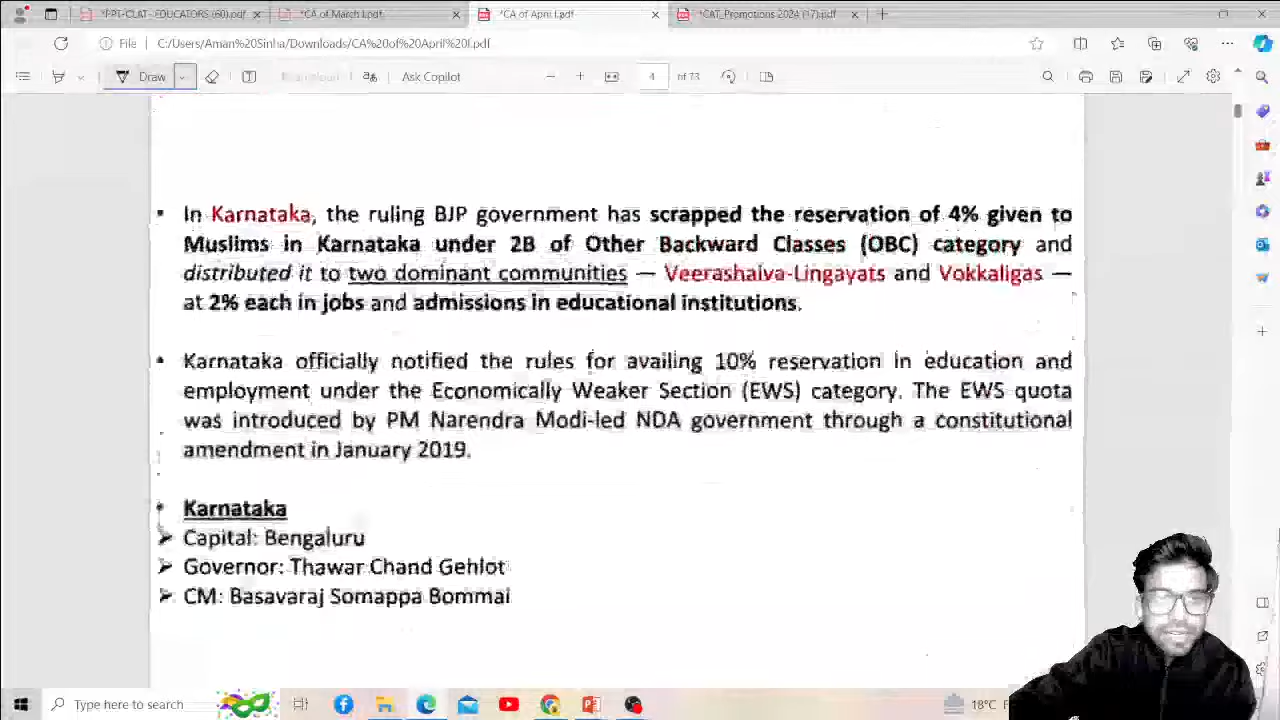 *PPT-CLAT - EDUCATORS (60).pdf
*CA of March I.pdf
*CA of April I.pdf
*CAT_Promotions 2024 (17).pdf
File
C:/Users/Aman%20Sinha/Downloads/CA%20of%20April%20I.pdf
Draw
Ask Copilot
4
of 73
In Karnataka, the ruling BJP government has scrapped the reservation of 4% given to
Muslims in Karnataka under 2B of Other Backward Classes (OBC) category and
distributed it to two dominant communities — Veerashaiva-Lingayats and Vokkaligas —
at 2% each in jobs and admissions in educational institutions.
Karnataka officially notified the rules for availing 10% reservation in education and
employment under the Economically Weaker Section (EWS) category. The EWS quota
was introduced by PM Narendra Modi-led NDA government through a constitutional
amendment in January 2019.
Karnataka
Capital: Bengaluru
Governor: Thawar Chand Gehlot
CM: Basavaraj Somappa Bommai
Type here to search
18°C